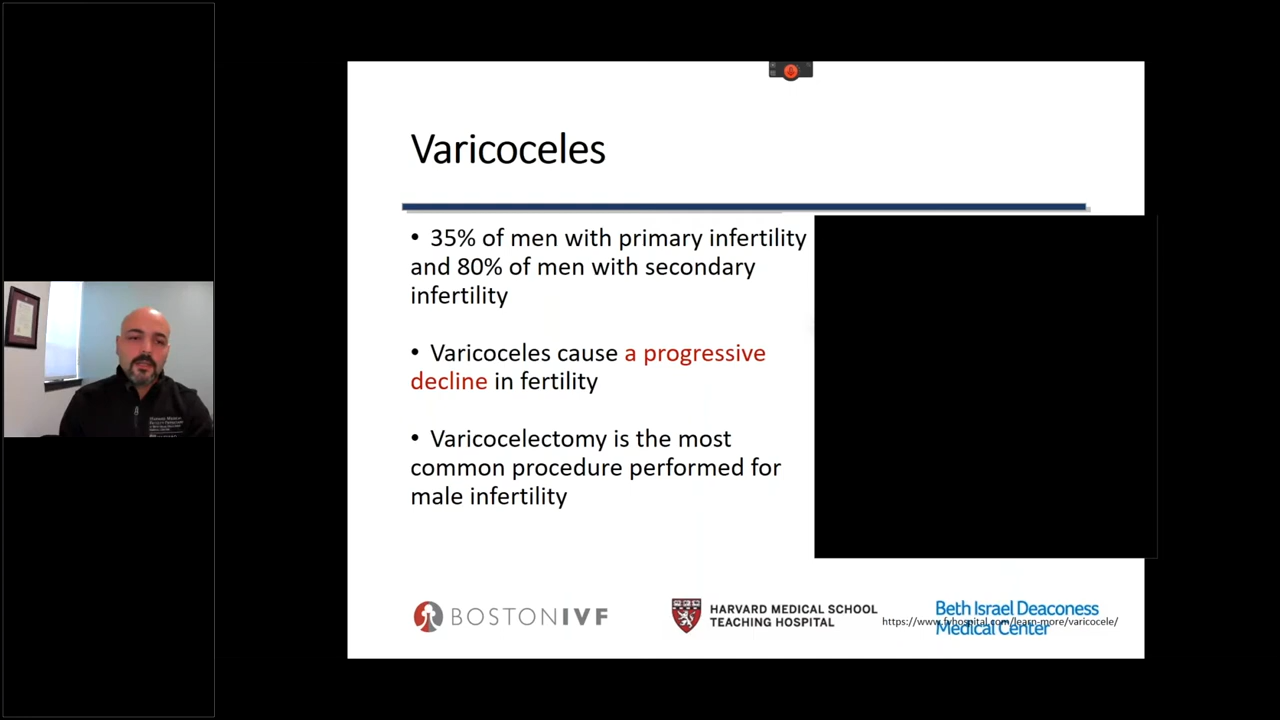 Varicoceles
• 35% of men with primary infertility
and 80% of men with secondary
infertility
• Varicoceles cause a progressive
decline in fertility
• Varicocelectomy is the most
common procedure performed for
male infertility
BOSTONIVF
HARVARD MEDICAL SCHOOL
TEACHING HOSPITAL
Beth Israel Deaconess
Medical Center
https://www.fvhospital.com/learn-more/varicocele/